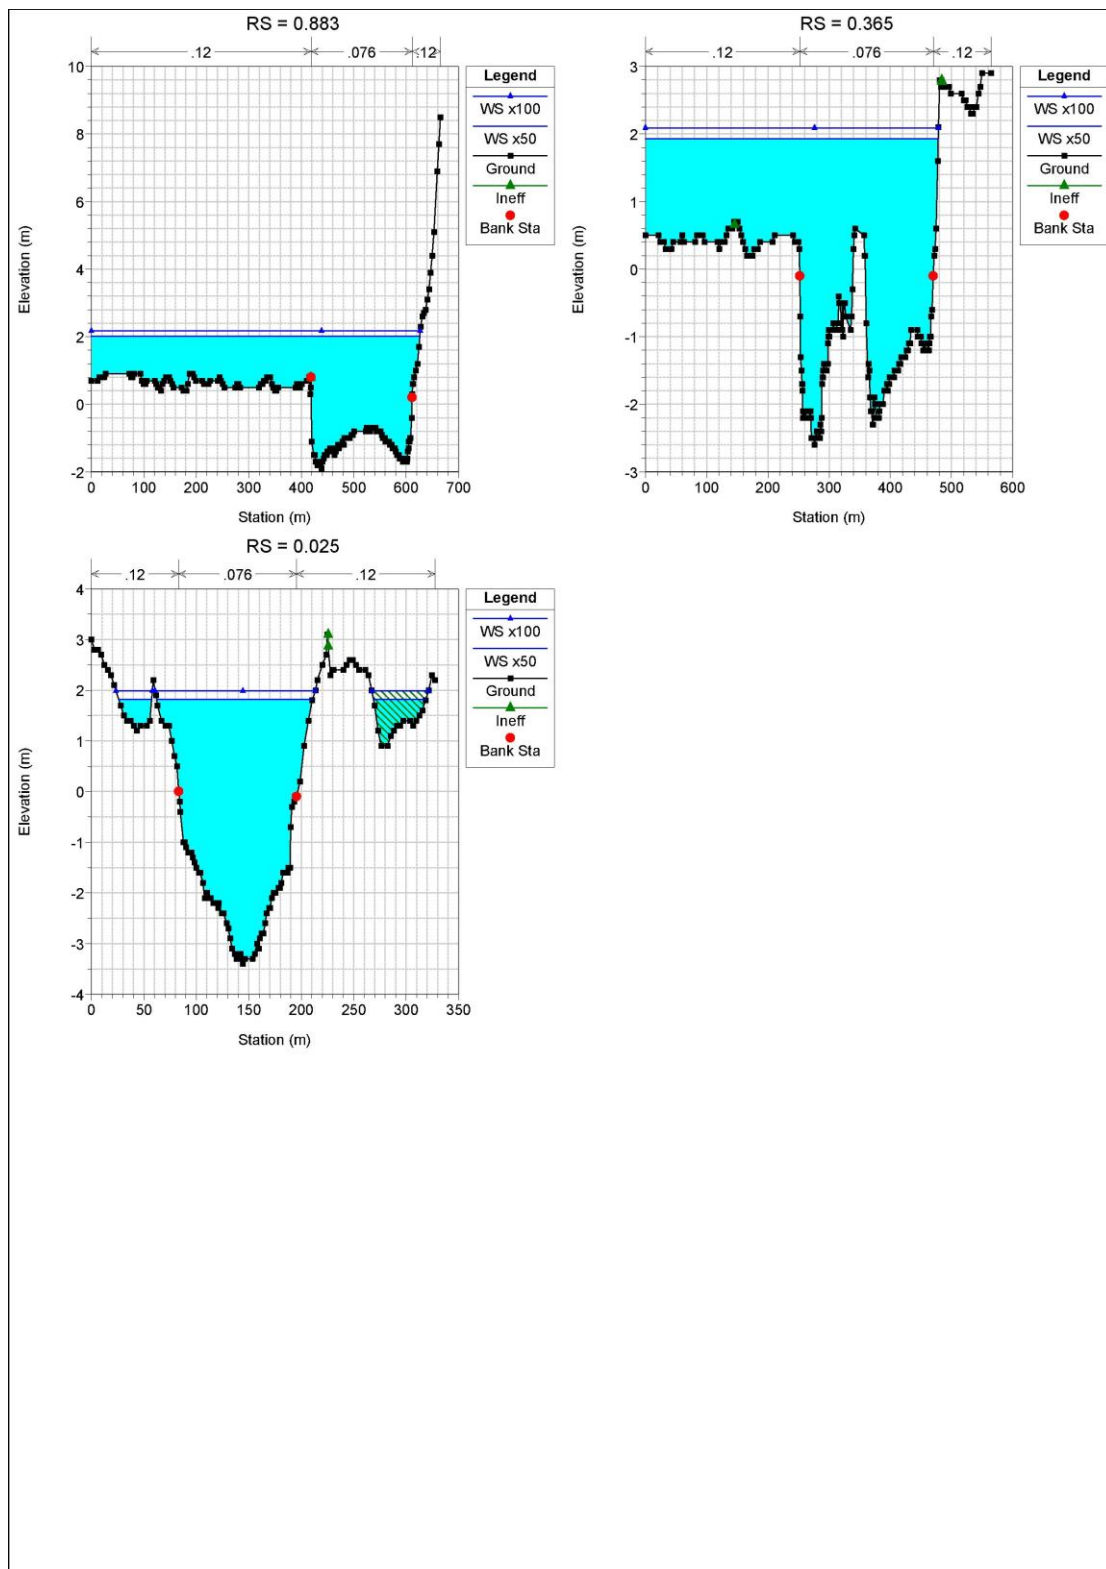 RS = 0.883
.12 .076 .12
10
8
6
4
2
0
-2
0 100 200 300 400 500 600 700
Elevation (m)
Station (m)
Legend
WS x100
WS x50
Ground
Ineff
Bank Sta
RS = 0.365
.12 .076 .12
3
2
1
0
-1
-2
-3
0 100 200 300 400 500 600
Elevation (m)
Station (m)
Legend
WS x100
WS x50
Ground
Ineff
Bank Sta
RS = 0.025
.12 .076 .12
4
3
2
1
0
-1
-2
-3
-4
0 50 100 150 200 250 300 350
Elevation (m)
Station (m)
Legend
WS x100
WS x50
Ground
Ineff
Bank Sta